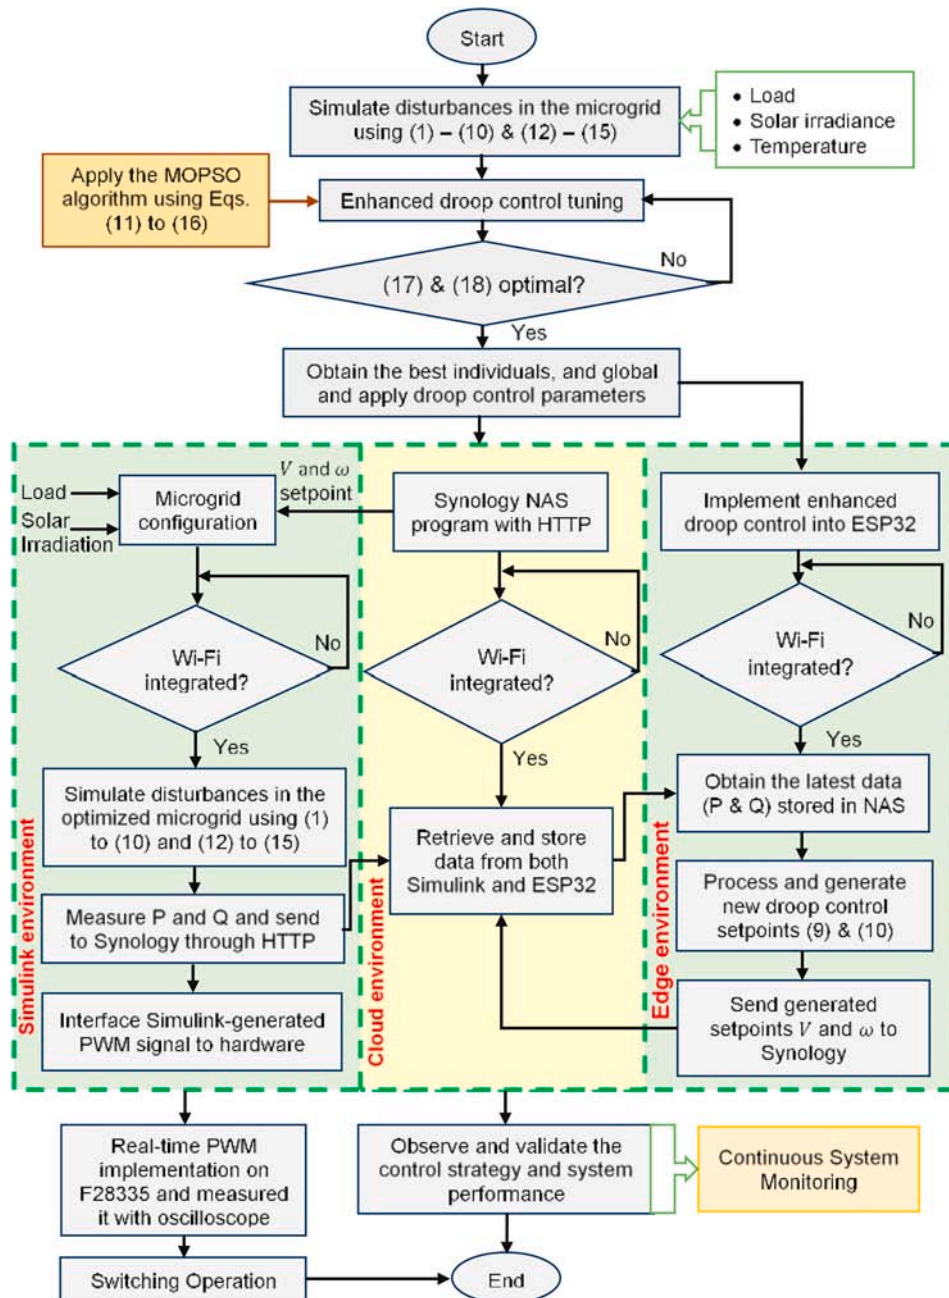 Start
Simulate disturbances in the microgrid
using (1) – (10) & (12) – (15)
• Load
• Solar irradiance
• Temperature
Apply the MOPSO
algorithm using Eqs.
(11) to (16)
Enhanced droop control tuning
No
(17) & (18) optimal?
Yes
Obtain the best individuals, and global
and apply droop control parameters
Load
Solar
Irradiation
Microgrid
configuration
V and ω
setpoint
Synology NAS
program with HTTP
Implement enhanced
droop control into ESP32
Wi-Fi
integrated?
No
Yes
Wi-Fi
integrated?
No
Yes
Wi-Fi
integrated?
No
Yes
Simulate disturbances in the
optimized microgrid using (1)
to (10) and (12) to (15)
Measure P and Q and send
to Synology through HTTP
Interface Simulink-generated
PWM signal to hardware
Simulink environment
Retrieve and store
data from both
Simulink and ESP32
Cloud environment
Obtain the latest data
(P & Q) stored in NAS
Process and generate
new droop control
setpoints (9) & (10)
Send generated
setpoints V and ω to
Synology
Edge environment
Real-time PWM
implementation on
F28335 and measured
it with oscilloscope
Switching Operation
Observe and validate the
control strategy and system
performance
Continuous System
Monitoring
End